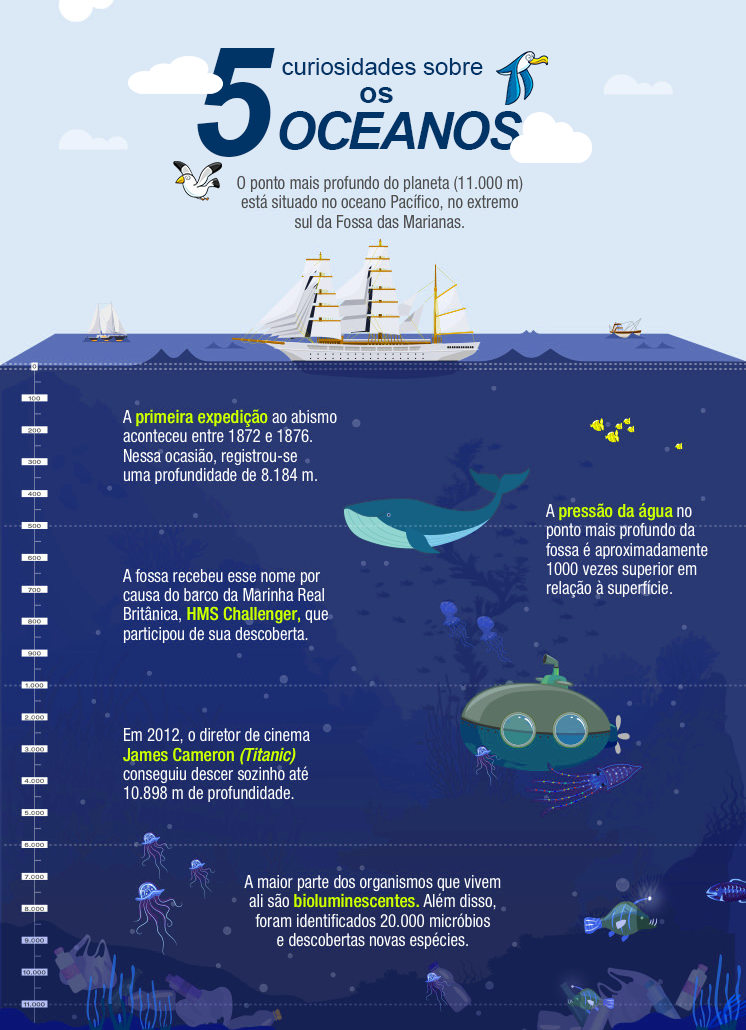 5 curiosidades sobre
os
OCEANOS
O ponto mais profundo do planeta (11.000 m)
está situado no oceano Pacífico, no extremo
sul da Fossa das Marianas.
0
100
200
300
400
500
600
700
800
900
1.000
2.000
3.000
4.000
5.000
6.000
7.000
8.000
9.000
10.000
11.000
A primeira expedição ao abismo
aconteceu entre 1872 e 1876.
Nessa ocasião, registrou-se
uma profundidade de 8.184 m.
A pressão da água no
ponto mais profundo da
fossa é aproximadamente
1000 vezes superior em
relação à superfície.
A fossa recebeu esse nome por
causa do barco da Marinha Real
Britânica, HMS Challenger, que
participou de sua descoberta.
Em 2012, o diretor de cinema
James Cameron (Titanic)
conseguiu descer sozinho até
10.898 m de profundidade.
A maior parte dos organismos que vivem
ali são bioluminescentes. Além disso,
foram identificados 20.000 micróbios
e descobertas novas espécies.